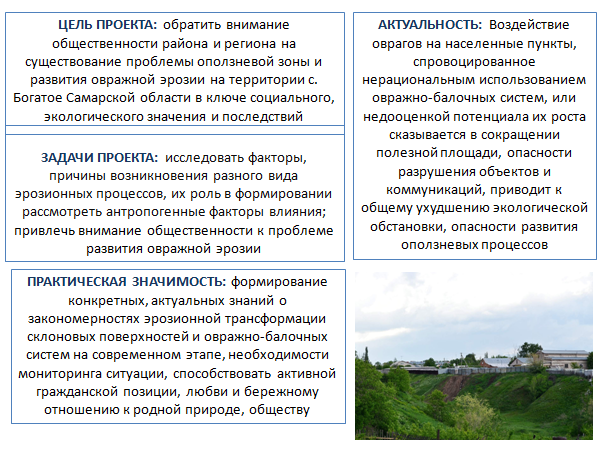 ЦЕЛЬ ПРОЕКТА: обратить внимание
общественности района и региона на
существование проблемы оползневой зоны и
развития овражной эрозии на территории с.
Богатое Самарской области в ключе социального,
экологического значения и последствий
ЗАДАЧИ ПРОЕКТА: исследовать факторы,
причины возникновения разного вида
эрозионных процессов, их роль в формировании
рассмотреть антропогенные факторы влияния;
привлечь внимание общественности к проблеме
развития овражной эрозии
ПРАКТИЧЕСКАЯ ЗНАЧИМОСТЬ: формирование
конкретных, актуальных знаний о
закономерностях эрозионной трансформации
склоновых поверхностей и овражно-балочных
систем на современном этапе, необходимости
мониторинга ситуации, способствовать активной
гражданской позиции, любви и бережному
отношению к родной природе, обществу
АКТУАЛЬНОСТЬ: Воздействие
оврагов на населенные пункты,
спровоцированное
нерациональным использованием
овражно-балочных систем, или
недооценкой потенциала их роста
сказывается в сокращении
полезной площади, опасности
разрушения объектов и
коммуникаций, приводит к
общему ухудшению экологической
обстановки, опасности развития
оползневых процессов